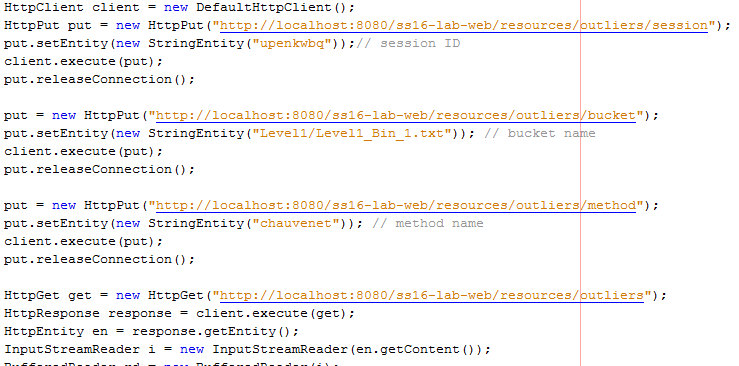 HttpClient client = new DefaultHttpClient();
HttpPut put = new HttpPut("http://localhost:8080/ss16-lab-web/resources/outliers/session");
put.setEntity(new StringEntity("upenkwbq"));// session ID
client.execute(put);
put.releaseConnection();
put = new HttpPut("http://localhost:8080/ss16-lab-web/resources/outliers/bucket");
put.setEntity(new StringEntity("Level1/Level1_Bin_1.txt")); // bucket name
client.execute(put);
put.releaseConnection();
put = new HttpPut("http://localhost:8080/ss16-lab-web/resources/outliers/method");
put.setEntity(new StringEntity("chauvenet")); // method name
client.execute(put);
put.releaseConnection();
HttpGet get = new HttpGet("http://localhost:8080/ss16-lab-web/resources/outliers");
HttpResponse response = client.execute(get);
HttpEntity en = response.getEntity();
InputStreamReader i = new InputStreamReader(en.getContent());
BufferedReader rd = new BufferedReader(i);